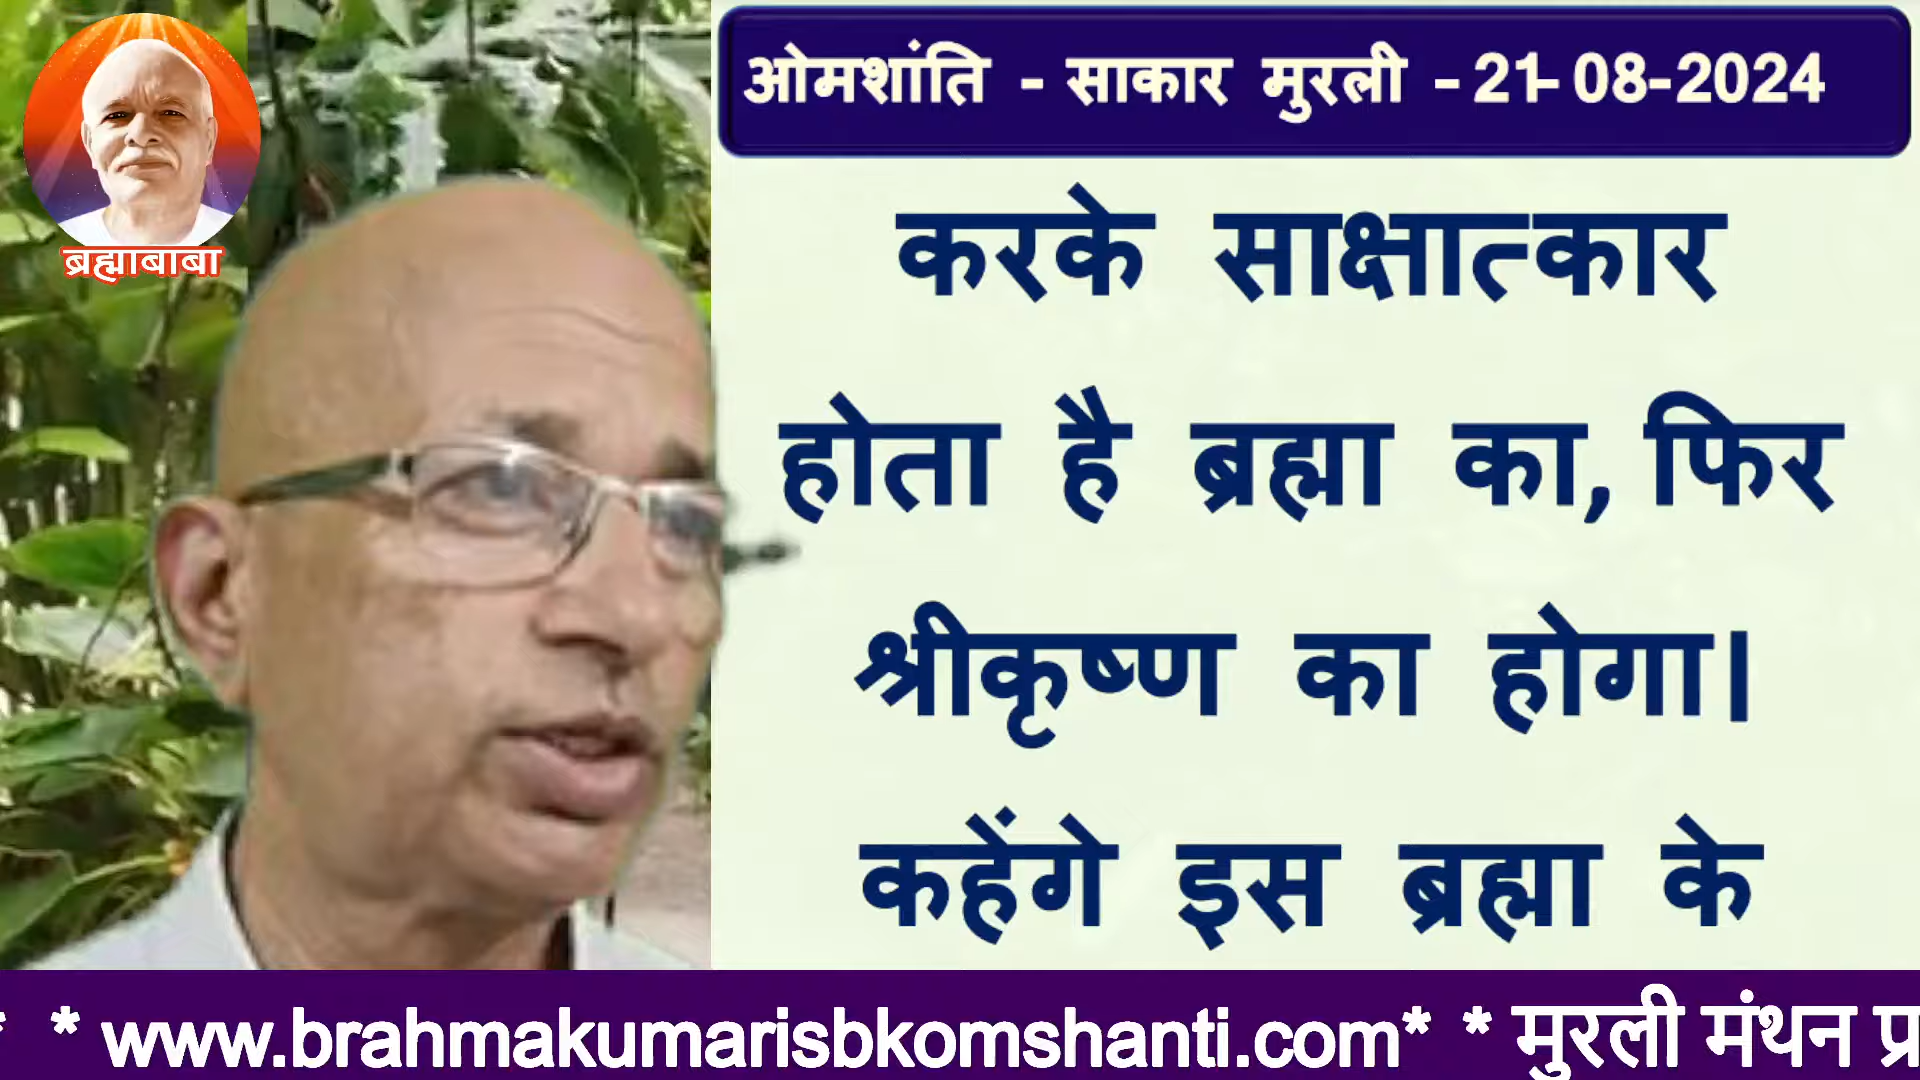 ब्रह्माबाबा
ओमशांति - साकार मुरली - 21-08-2024
करके साक्षात्कार
होता है ब्रह्मा का, फिर
श्रीकृष्ण का होगा।
कहेंगे इस ब्रह्मा के
* www.brahmakumarisbkomshanti.com* * मुरली मंथन प्र